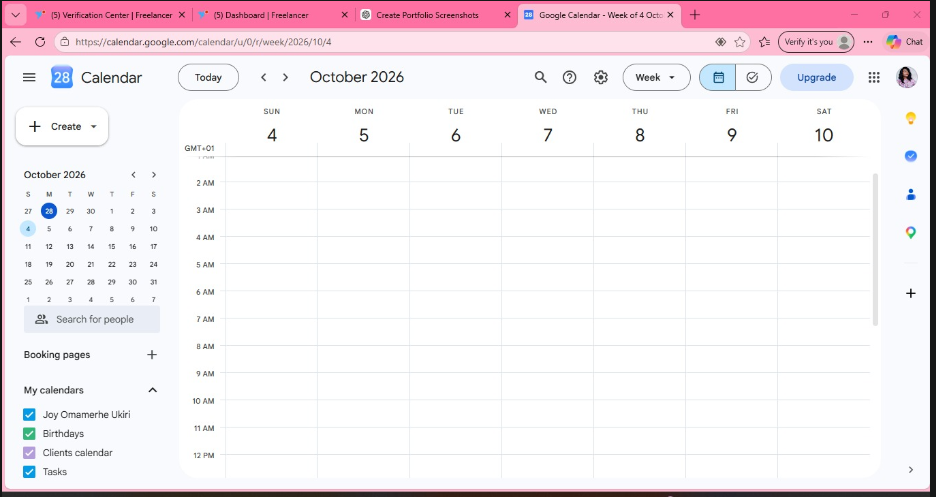 (5) Verification Center | Freelancer
(5) Dashboard | Freelancer
Create Portfolio Screenshots
Google Calendar - Week of 4 Octo
https://calendar.google.com/calendar/u/0/r/week/2026/10/4
Verify it's you
Chat
28 Calendar
Today
October 2026
Week
Upgrade
Create
SUN MON TUE WED THU FRI SAT
4 5 6 7 8 9 10
GMT+01
October 2026
S M T W T F S
27 28 29 30 1 2 3
4 5 6 7 8 9 10
11 12 13 14 15 16 17
18 19 20 21 22 23 24
25 26 27 28 29 30 31
1 2 3 4 5 6 7
Search for people
Booking pages
My calendars
Joy Omamerhe Ukiri
Birthdays
Clients calendar
Tasks
2 AM
3 AM
4 AM
5 AM
6 AM
7 AM
8 AM
9 AM
10 AM
11 AM
12 PM